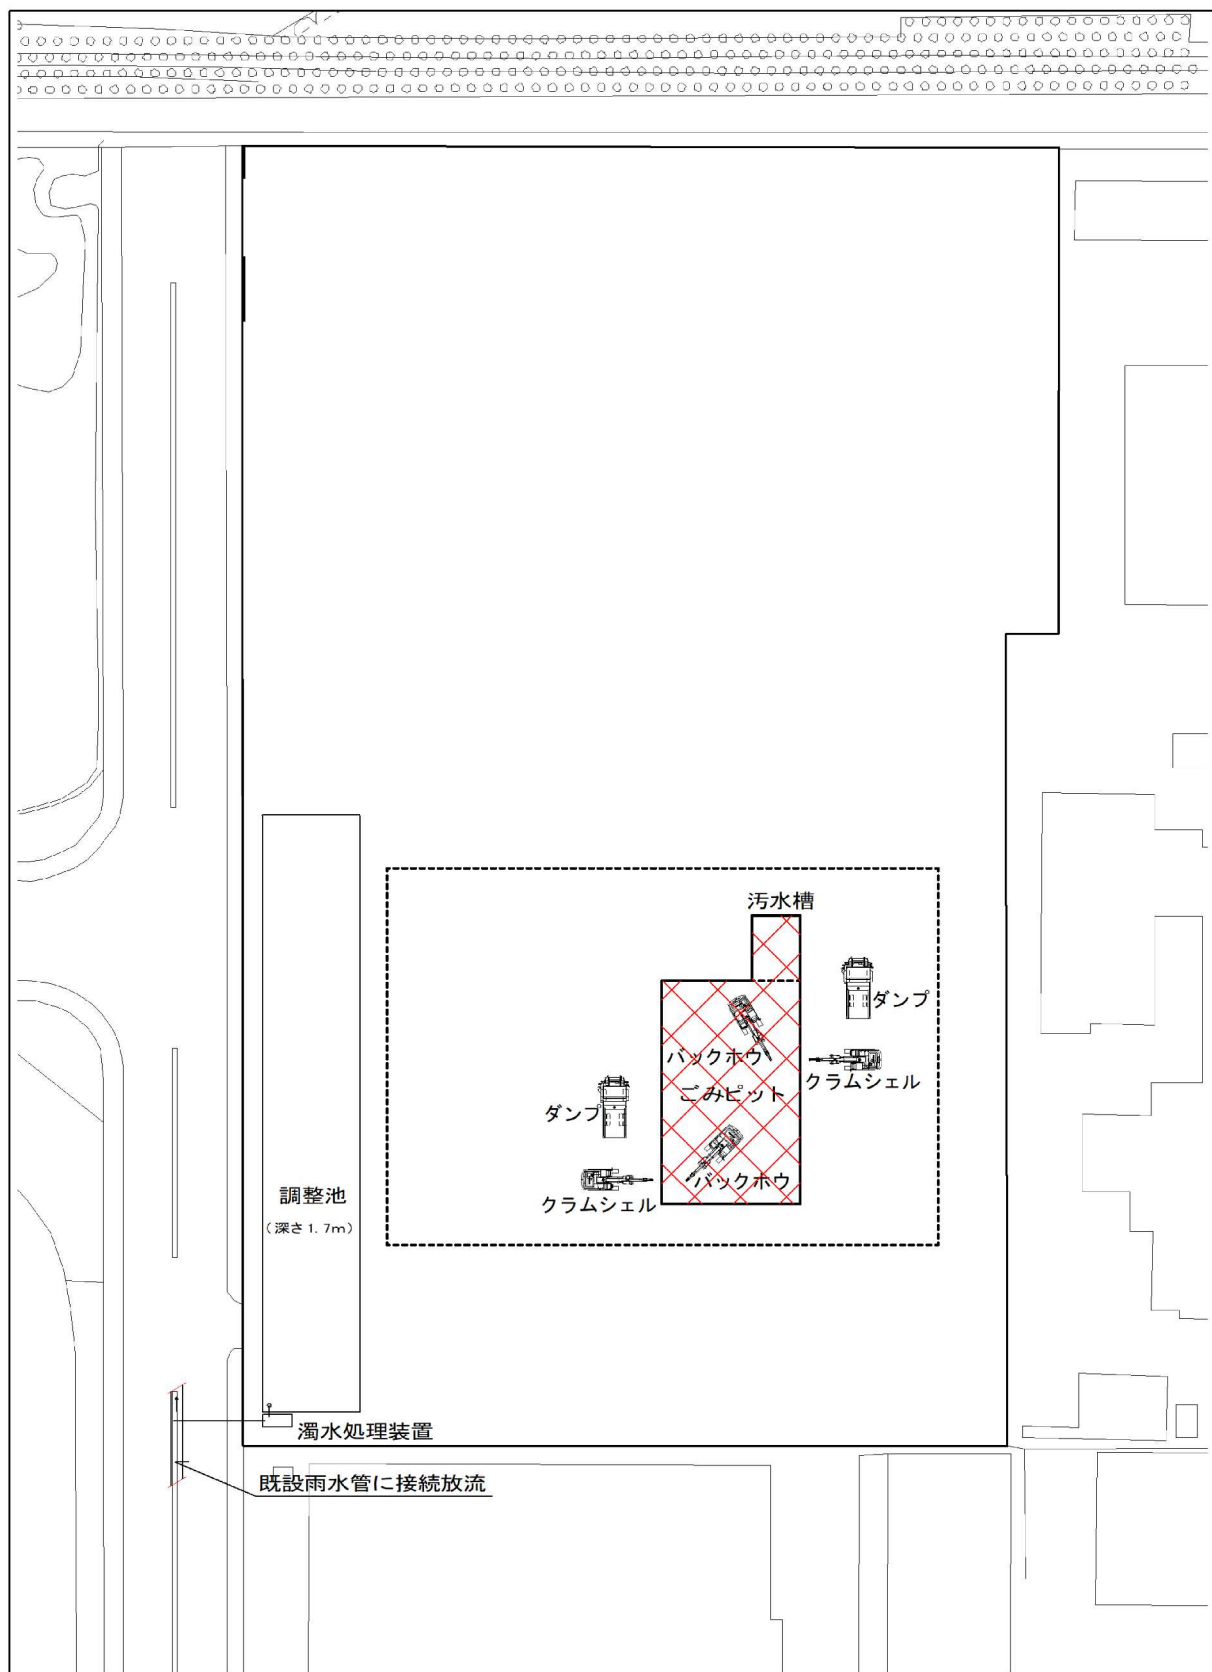 汚水槽
ダンプ
バックホウ
クラムシェル
ごみピット
ダンプ
バックホウ
クラムシェル
調整池
(深さ1.7m)
濁水処理装置
既設雨水管に接続放流